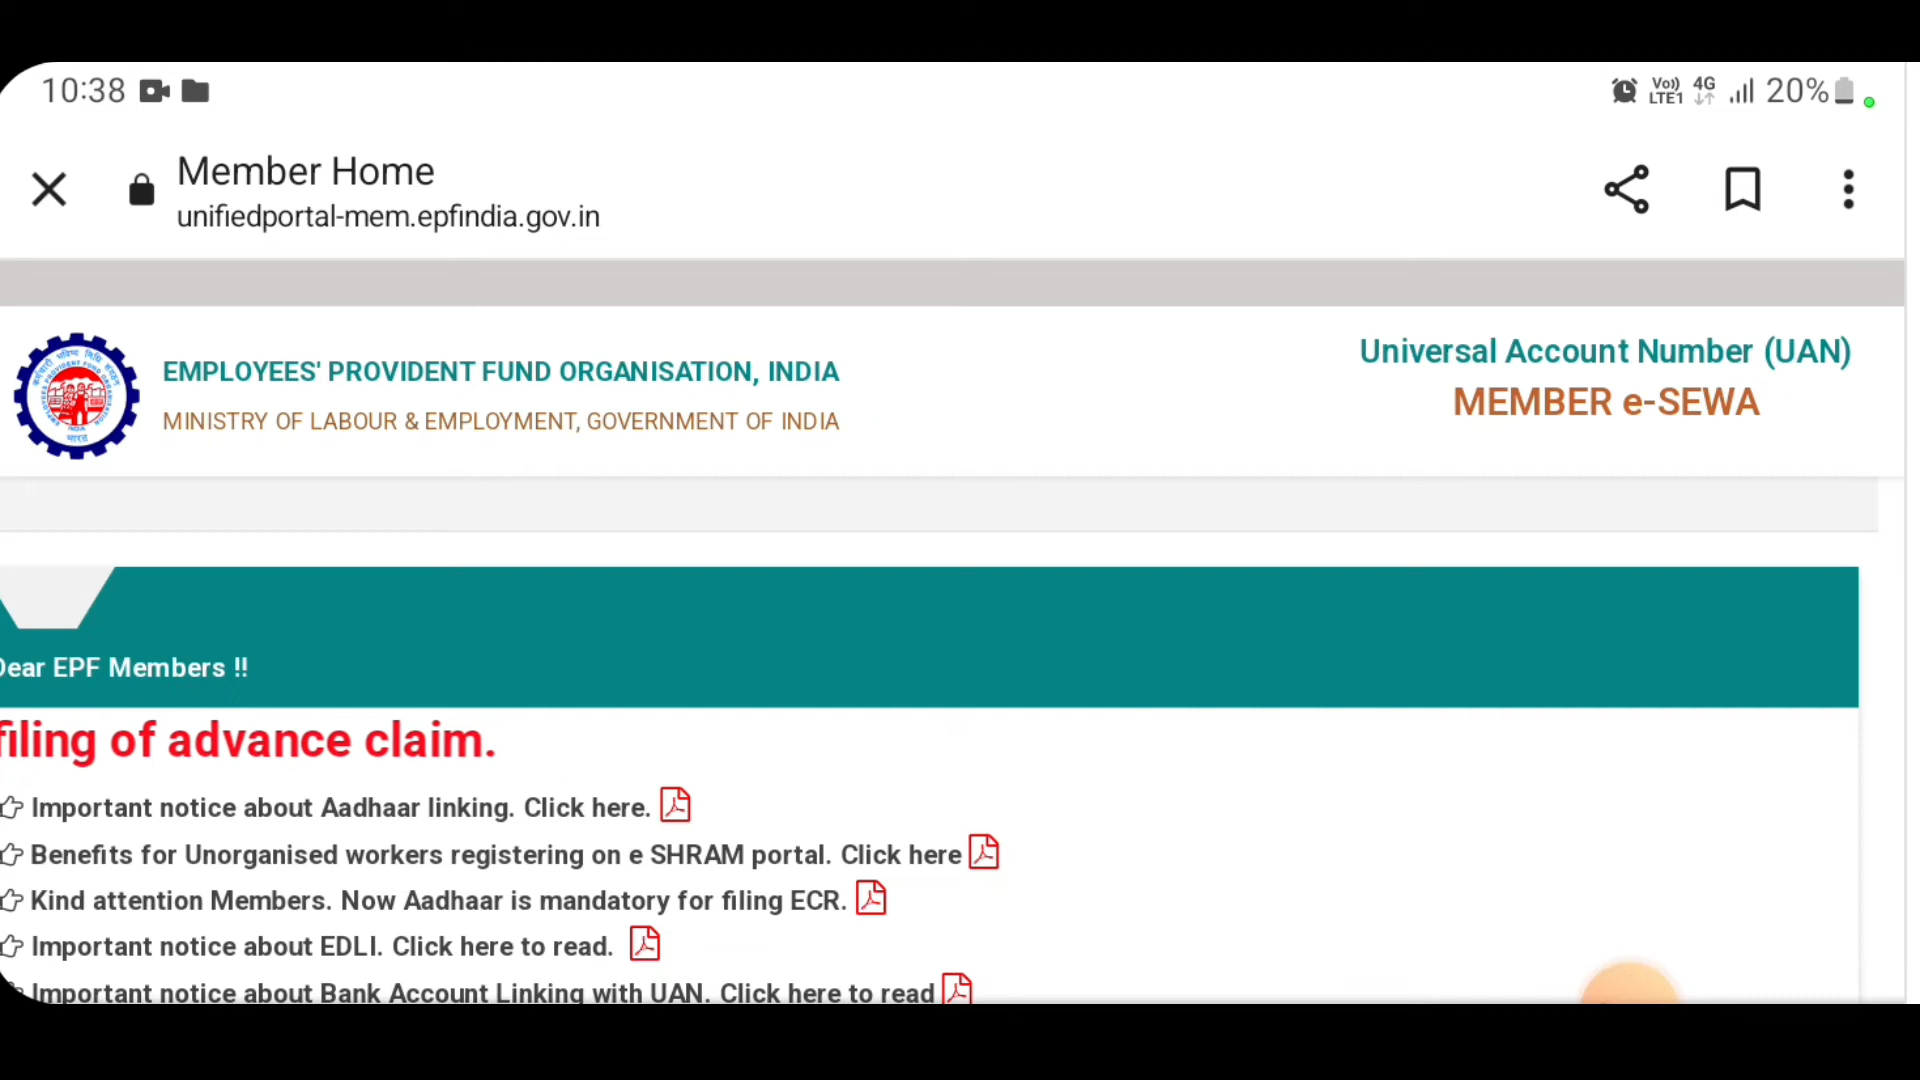 10:38
Vo)) 4G 20%
LTE1
Member Home
unifiedportal-mem.epfindia.gov.in
EMPLOYEES' PROVIDENT FUND ORGANISATION, INDIA
MINISTRY OF LABOUR & EMPLOYMENT, GOVERNMENT OF INDIA
Universal Account Number (UAN)
MEMBER e-SEWA
Dear EPF Members !!
filing of advance claim.
Important notice about Aadhaar linking. Click here.
Benefits for Unorganised workers registering on e SHRAM portal. Click here
Kind attention Members. Now Aadhaar is mandatory for filing ECR.
Important notice about EDLI. Click here to read.
Important notice about Bank Account Linking with UAN. Click here to read